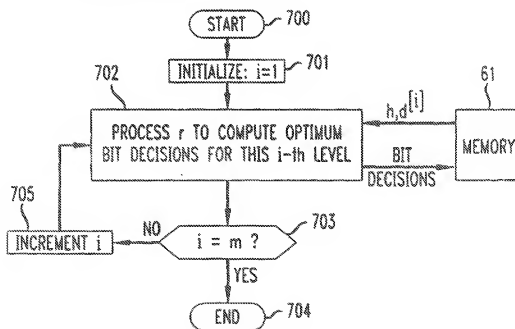 START
700
INITIALIZE: i=1
701
702
PROCESS r TO COMPUTE OPTIMUM
BIT DECISIONS FOR THIS i-th LEVEL
h,d[i]
61
MEMORY
BIT
DECISIONS
705
INCREMENT i
NO
i = m ?
703
YES
END
704